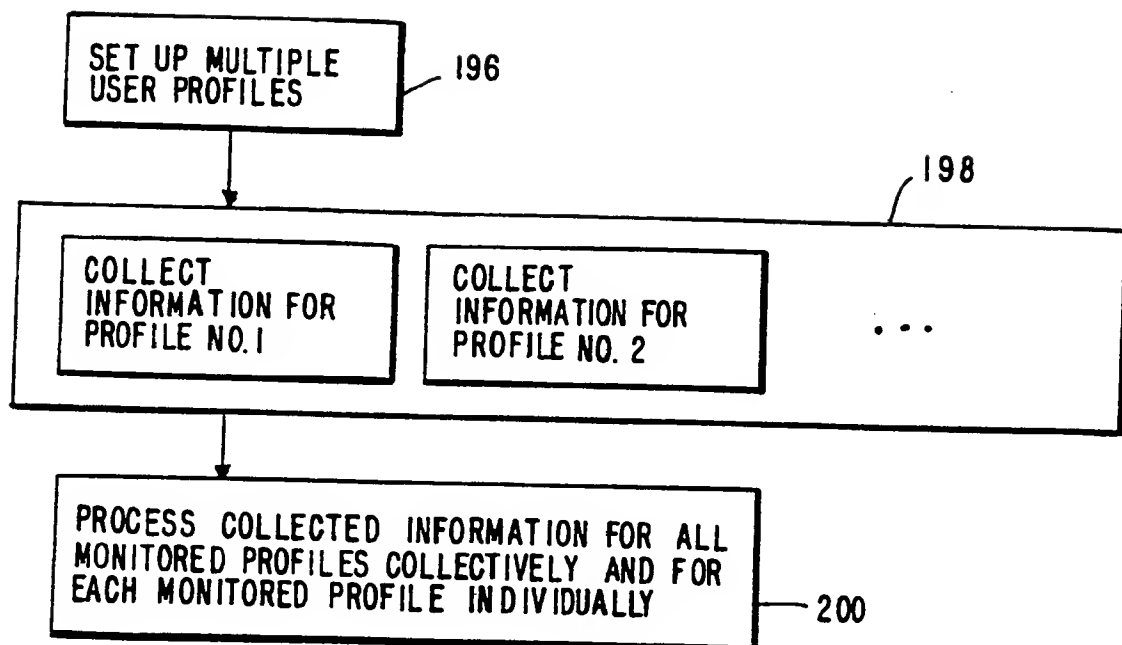 SET UP MULTIPLE
USER PROFILES
196
198
COLLECT
INFORMATION FOR
PROFILE NO. 1
COLLECT
INFORMATION FOR
PROFILE NO. 2
...
PROCESS COLLECTED INFORMATION FOR ALL
MONITORED PROFILES COLLECTIVELY AND FOR
EACH MONITORED PROFILE INDIVIDUALLY
200